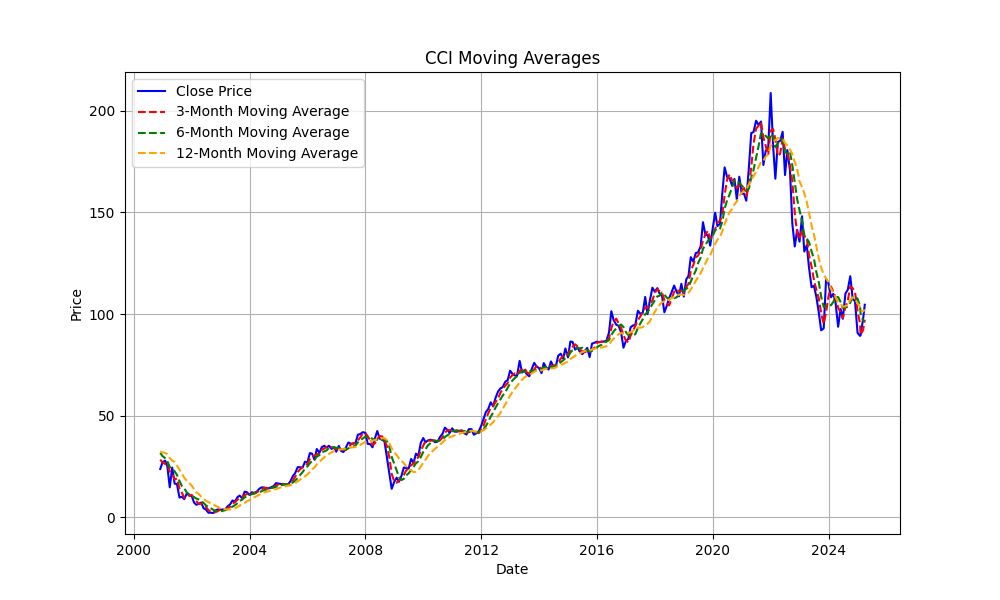 CCI Moving Averages
Close Price
3-Month Moving Average
6-Month Moving Average
12-Month Moving Average
Price
200
150
100
50
0
2000 2004 2008 2012 2016 2020 2024
Date